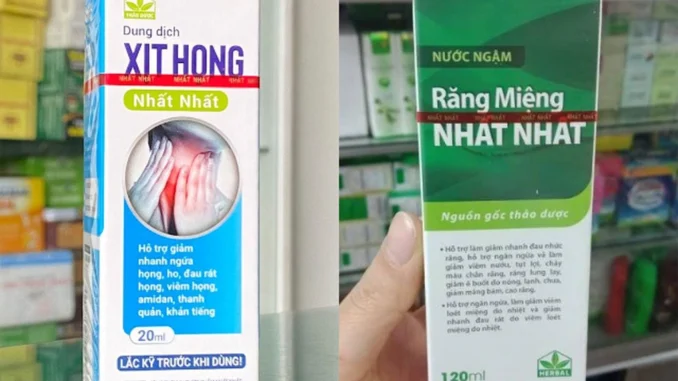 THẢO DƯỢC
Dung dịch
XỊT HỌNG
NHẤT NHẤT NHẤT NHẤT NHẤT NHẤT
Nhất Nhất
Hỗ trợ giảm
nhanh ngứa
họng, ho, đau rát
họng, viêm họng,
amidan, thanh
quản, khản tiếng
20ml
LẮC KỸ TRƯỚC KHI DÙNG!
NƯỚC NGẬM
Răng Miệng
NHẤT NHẤT
Nguồn gốc thảo dược
• Hỗ trợ làm giảm nhanh đau nhức
răng, hỗ trợ ngăn ngừa và làm
giảm viêm nướu, tụt lợi, chảy
máu chân răng, răng lung lay,
giảm ê buốt do nóng, lạnh, chua,
giảm mảng bám, cao răng.
• Hỗ trợ ngăn ngừa, làm giảm viêm
loét miệng do nhiệt và giảm
nhanh đau rát do viêm loét
miệng do nhiệt.
120ml
HERBAL